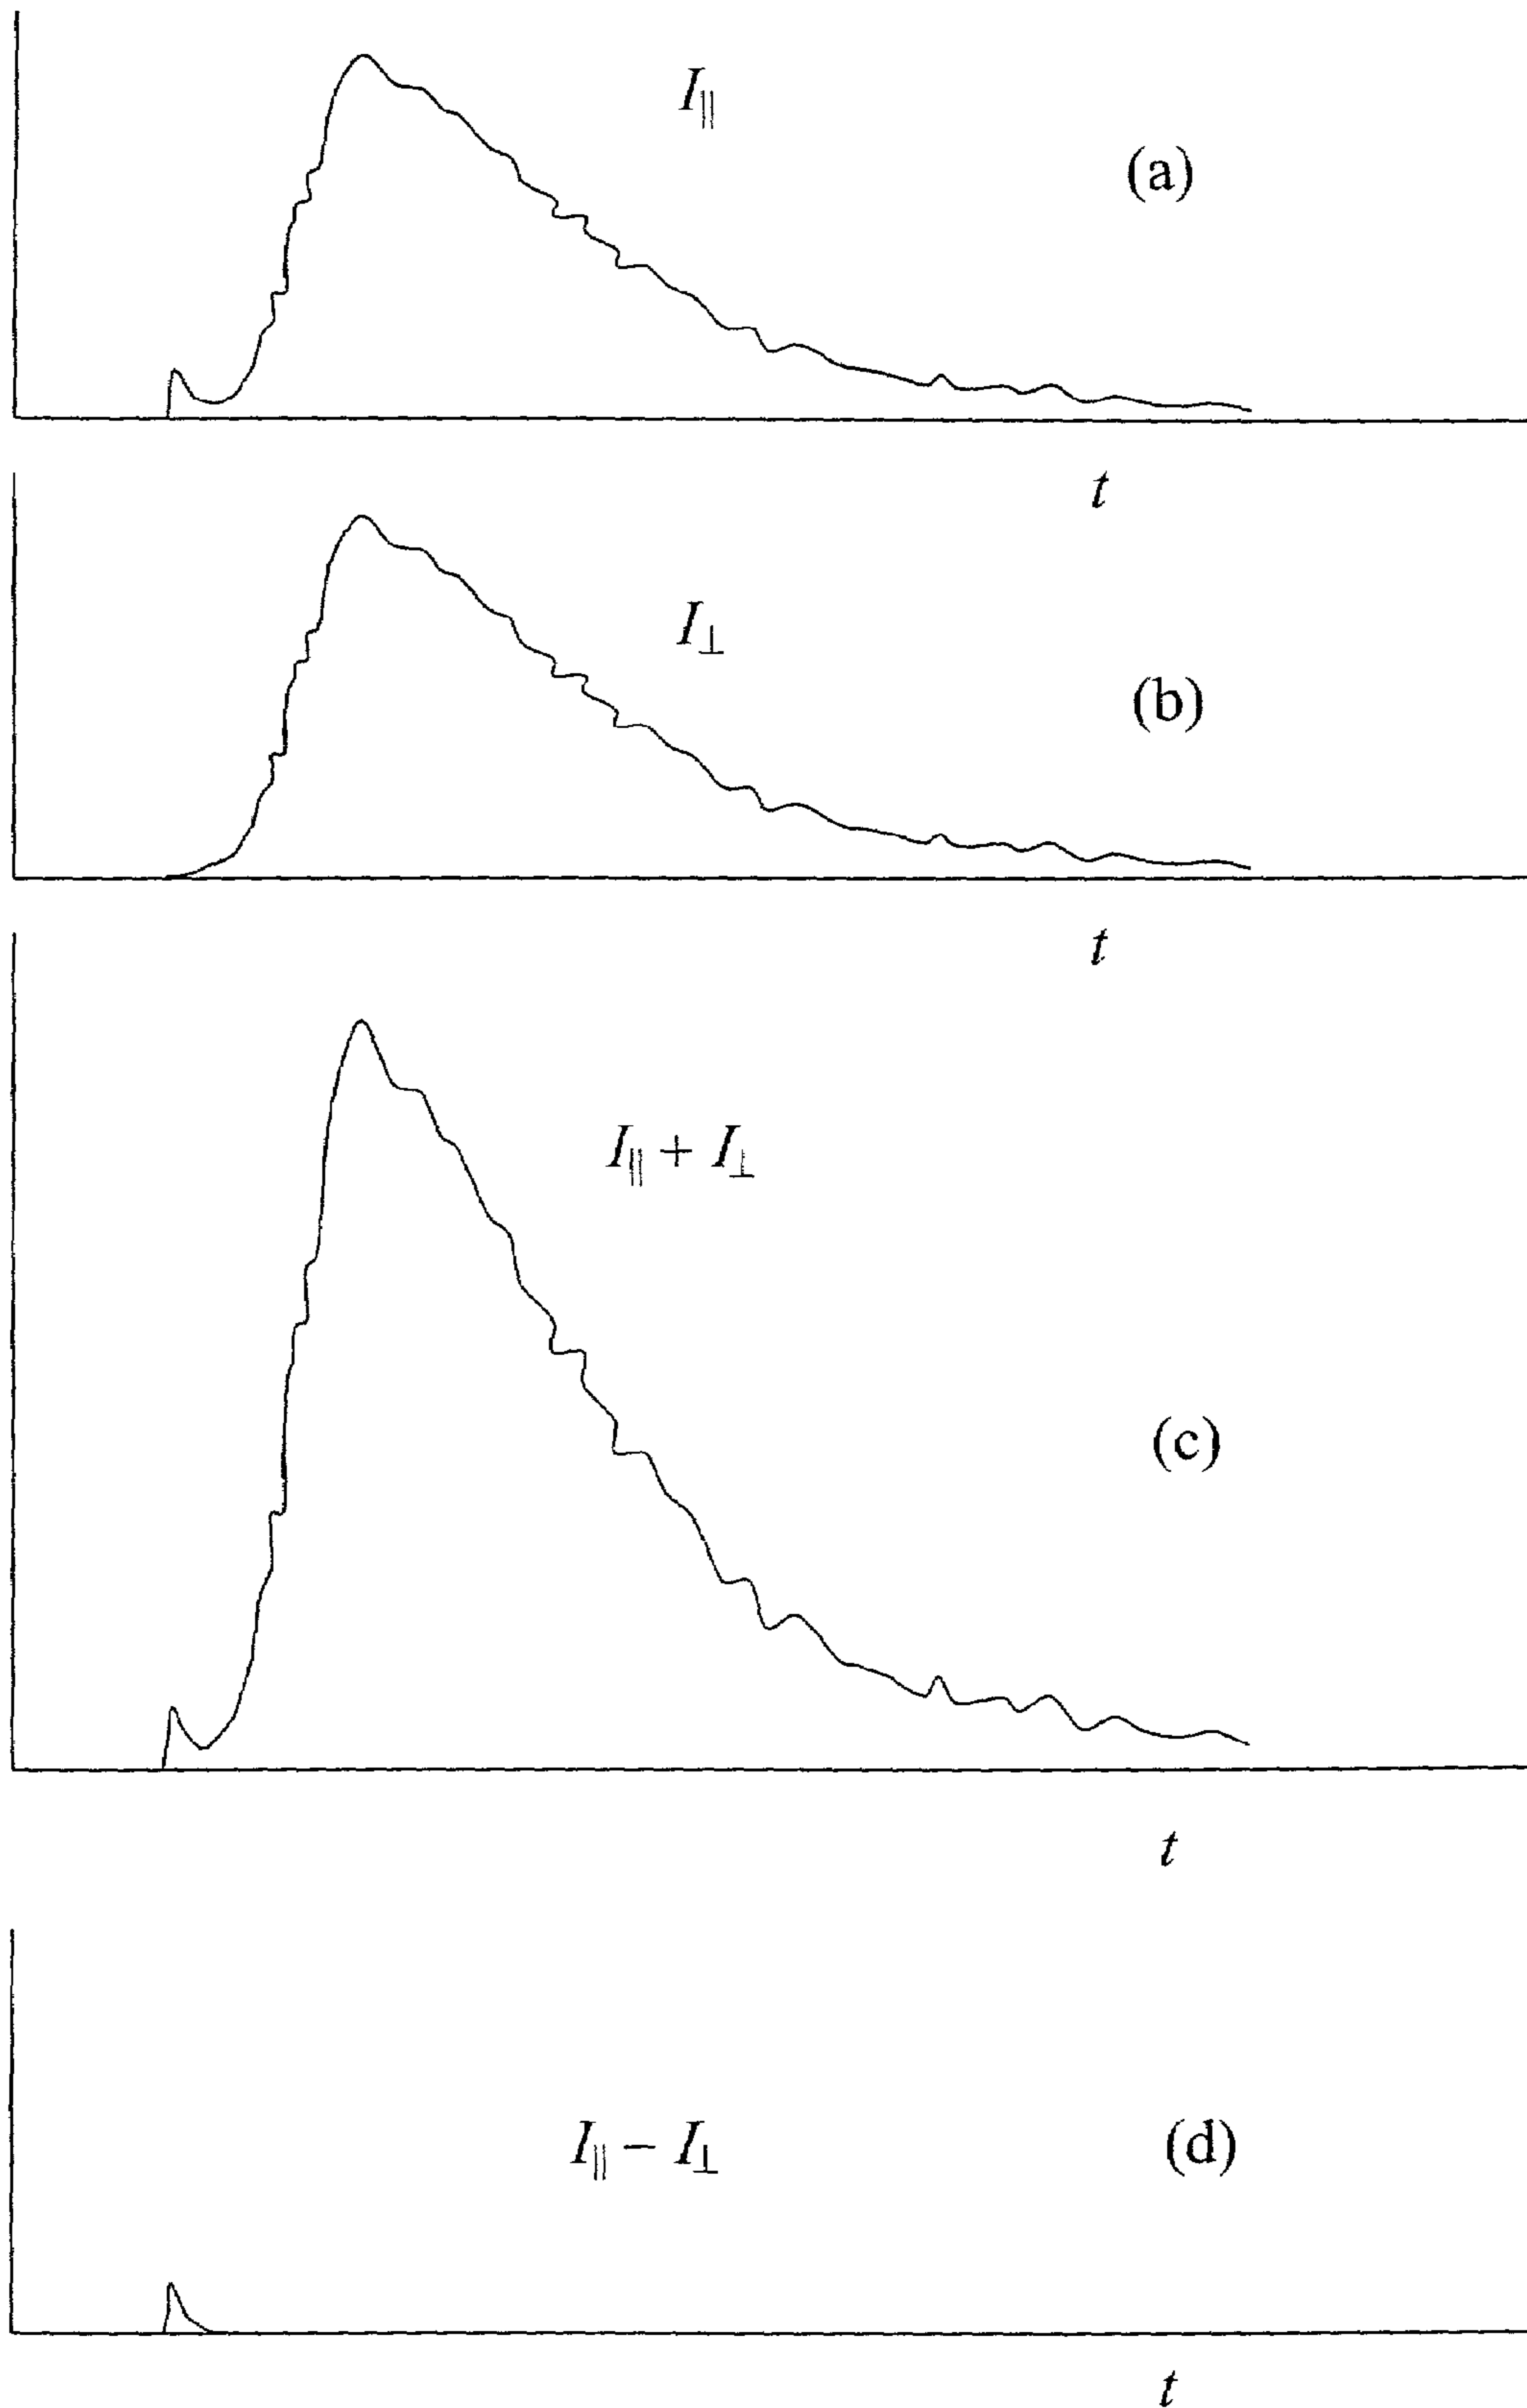 I∥
(a)
t
I⊥
(b)
t
I∥ + I⊥
(c)
t
I∥ − I⊥
(d)
t